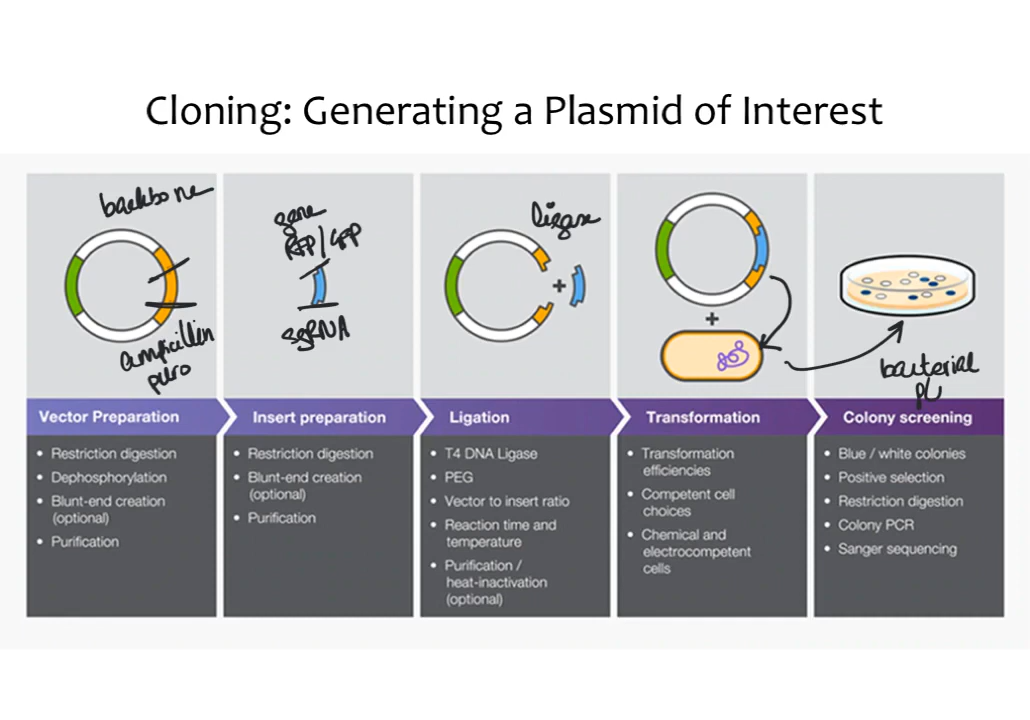 Cloning: Generating a Plasmid of Interest
backbone
ampicillin
puro
gene
RFP/GFP
sgRNA
+
Ligase
+
bacterial
Vector Preparation
• Restriction digestion
• Dephosphorylation
• Blunt-end creation
(optional)
• Purification
Insert preparation
• Restriction digestion
• Blunt-end creation
(optional)
• Purification
Ligation
• T4 DNA Ligase
• PEG
• Vector to insert ratio
• Reaction time and
temperature
• Purification /
heat-inactivation
(optional)
Transformation
• Transformation
efficiencies
• Competent cell
choices
• Chemical and
electrocompetent
cells
Colony screening
• Blue / white colonies
• Positive selection
• Restriction digestion
• Colony PCR
• Sanger sequencing